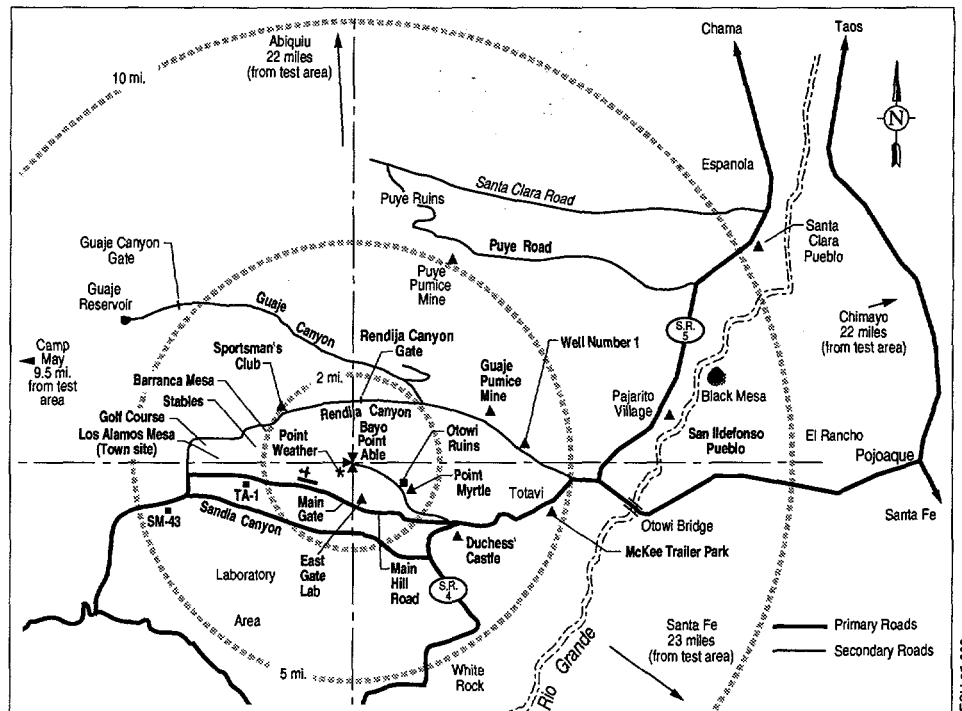 Chama
Taos
Abiquiu
22 miles
(from test area)
10 mi.
N
Espanola
Santa Clara Road
Puye Ruins
Santa
Clara
Pueblo
Puye Road
Guaje Canyon
Gate
Puye
Pumice
Mine
Guaje
Reservoir
Guaje
Canyon
Chimayo
22 miles
(from test area)
S.R.
5
Rendija Canyon
Gate
Well Number 1
Camp
May
9.5 mi.
from test
area
Sportsman's
Club
Barranca Mesa
2 mi.
Guaje
Pumice
Mine
Black Mesa
Stables
Rendija Canyon
Pajarito
Village
Golf Course
Los Alamos Mesa
(Town site)
Point
Weather
Bayo
Point
Able
Otowi
Ruins
San Ildefonso
Pueblo
El Rancho
Pojoaque
TA-1
Main
Gate
Point
Myrtle
Totavi
SM-43
Sandia Canyon
Otowi Bridge
Santa Fe
East
Gate
Lab
Main
Hill
Road
Duchess'
Castle
McKee Trailer Park
Laboratory
Area
S.R.
4
Santa Fe
23 miles
(from test area)
Primary Roads
Secondary Roads
5 mi.
White
Rock
Rio Grande